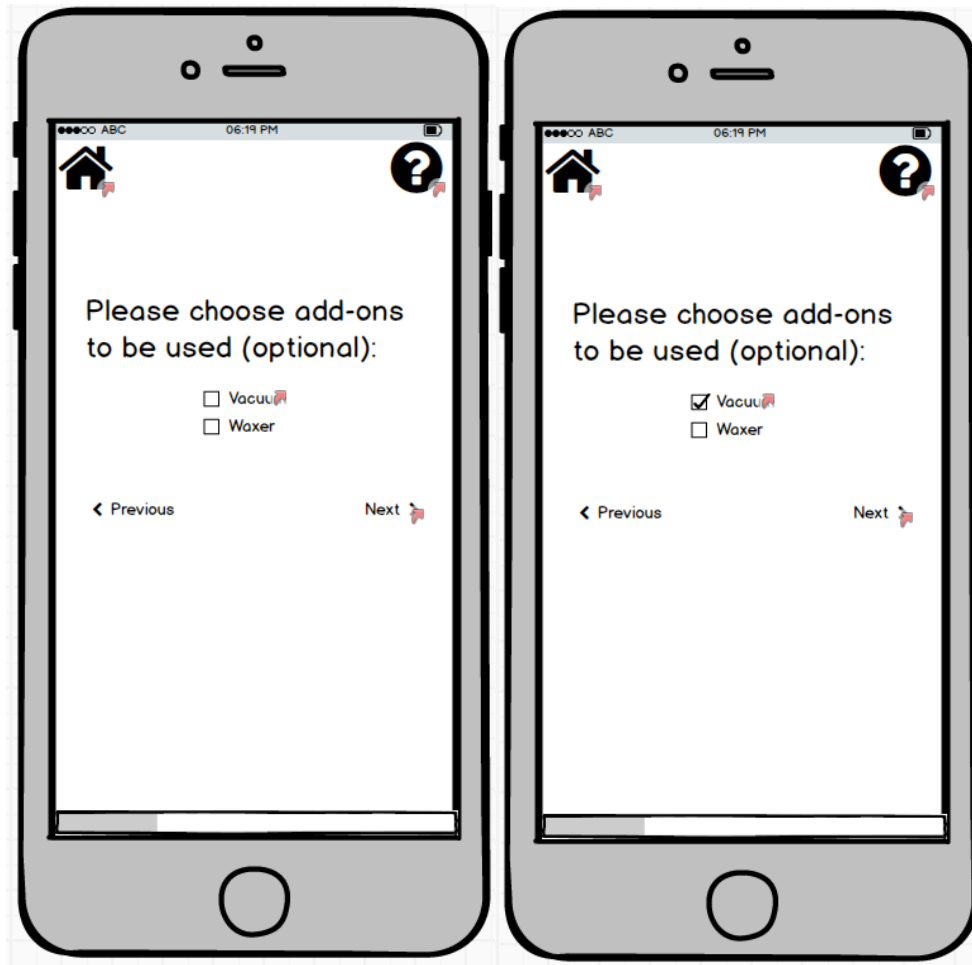 ABC 06:19 PM
?
Please choose add-ons
to be used (optional):
Waxer
Previous Next
ABC 06:19 PM
?
Please choose add-ons
to be used (optional):
Waxer
Previous Next